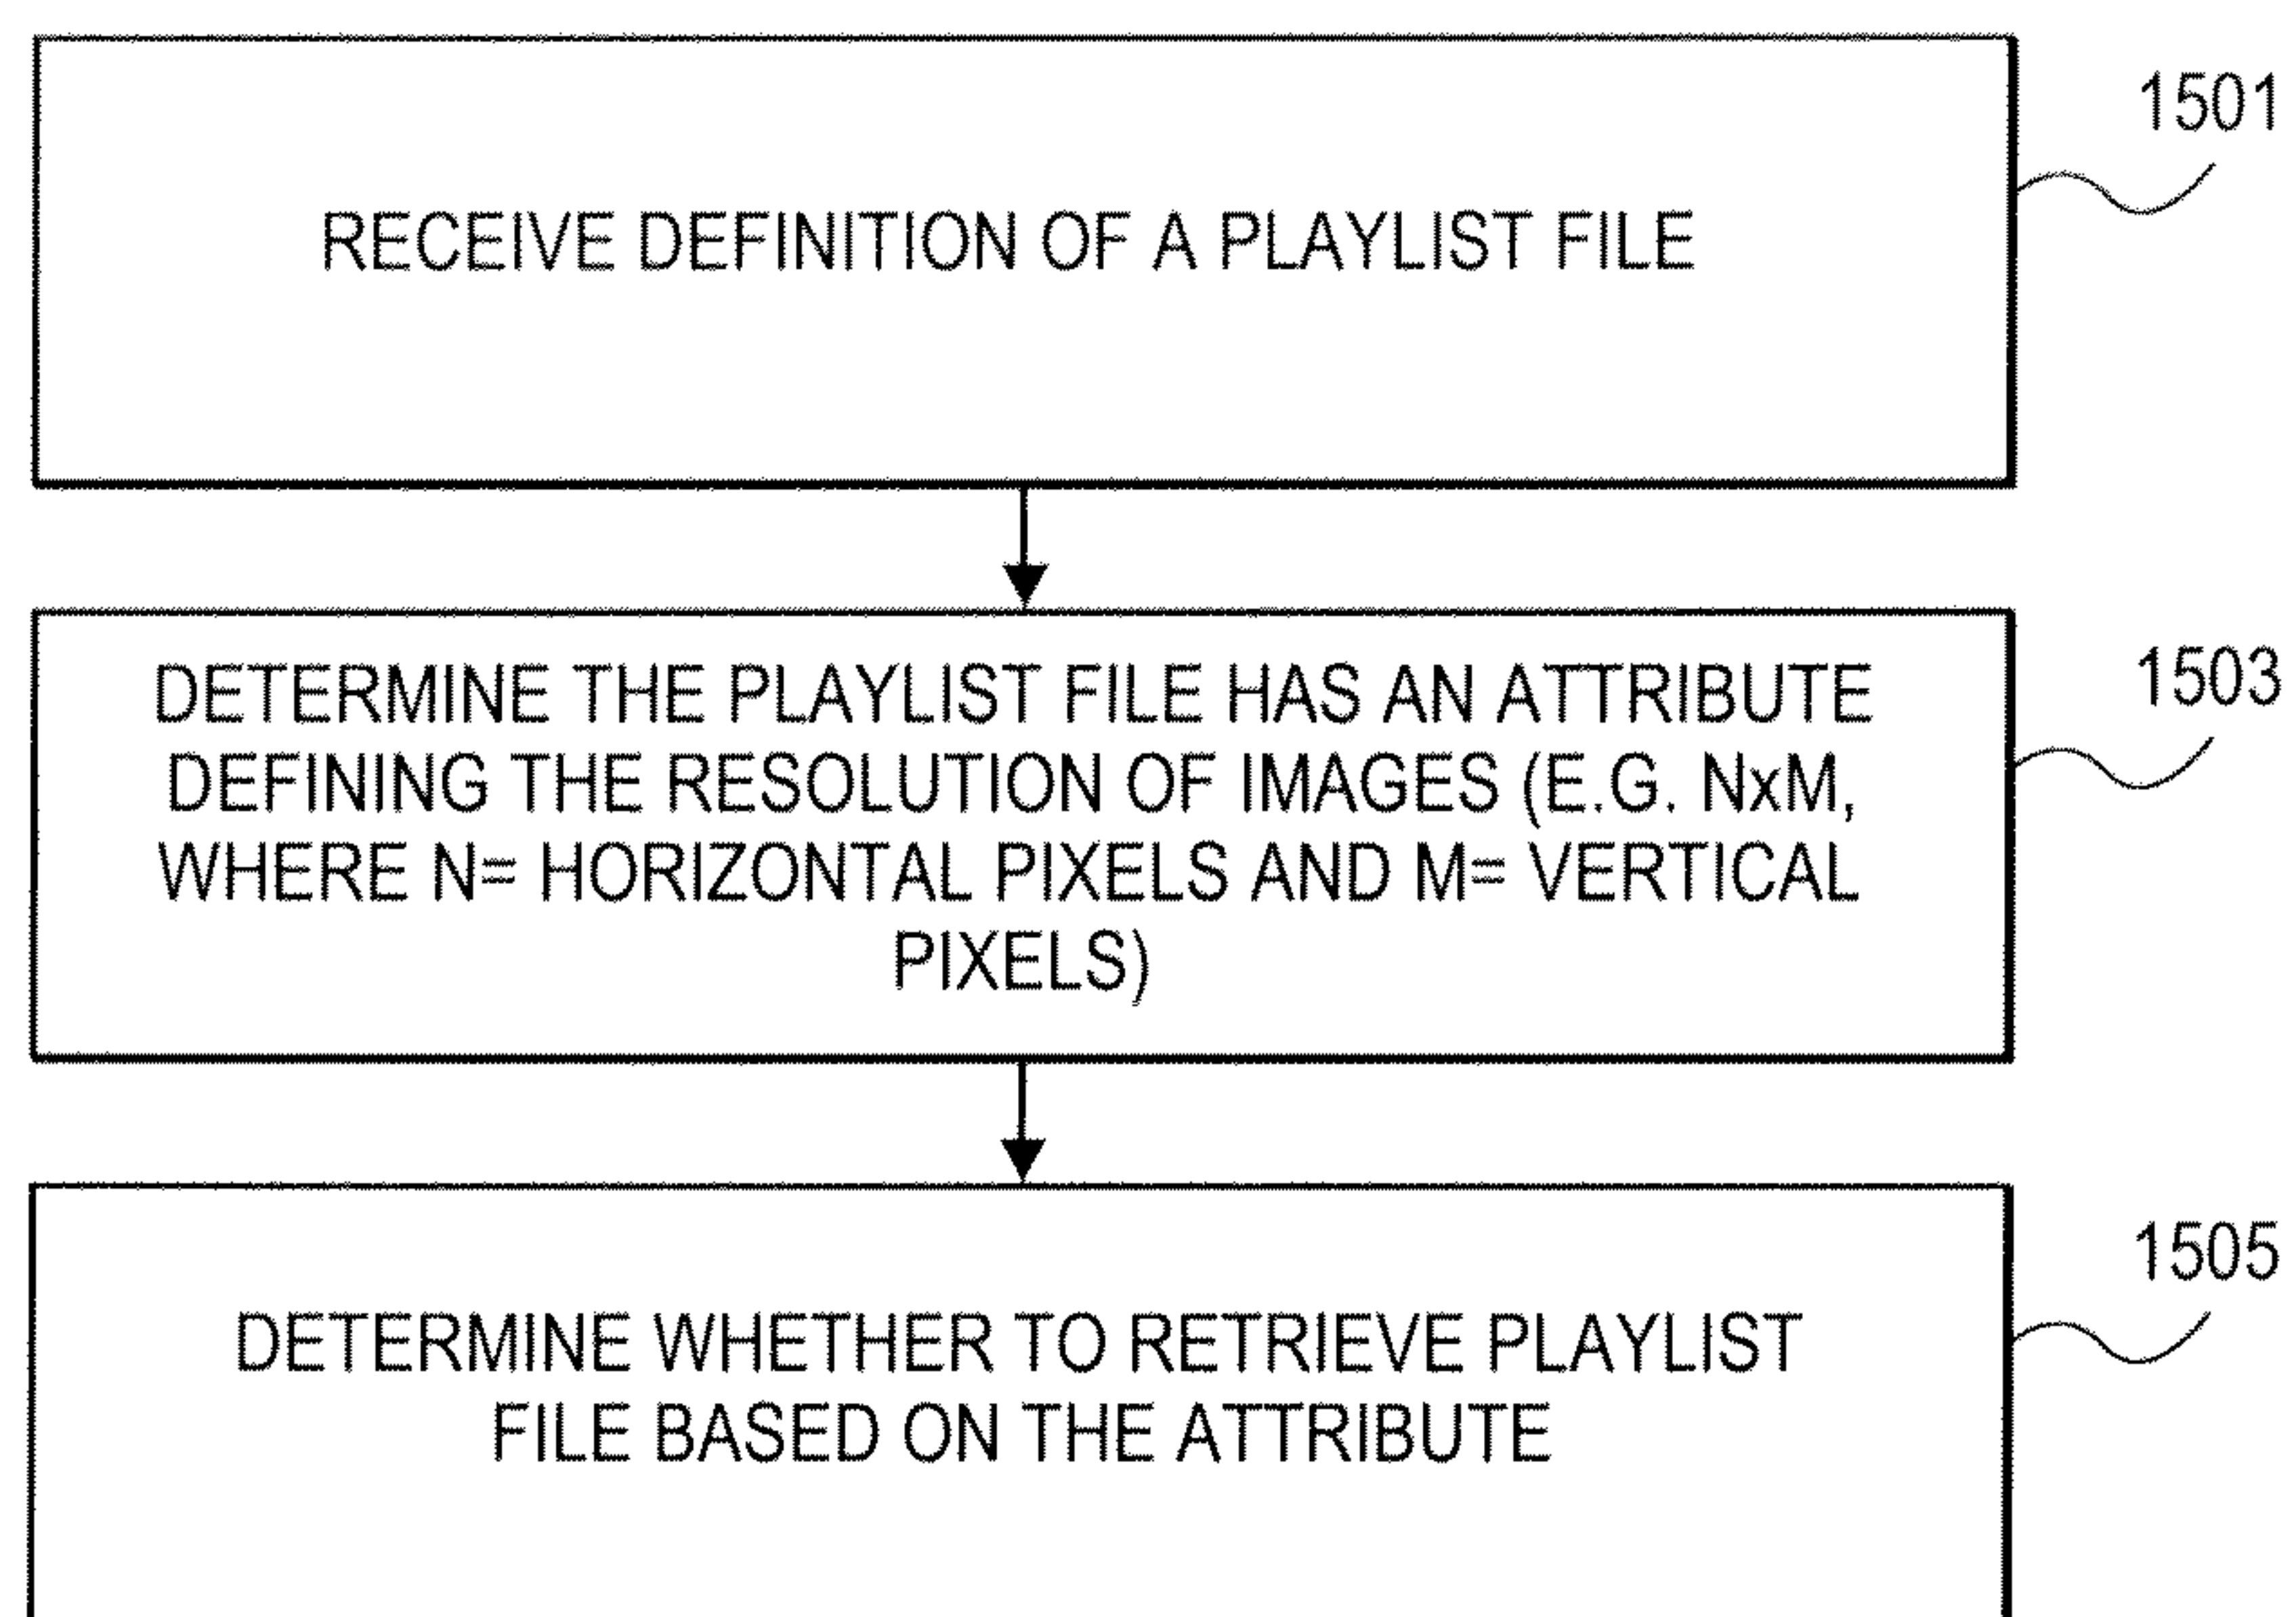 1501
RECEIVE DEFINITION OF A PLAYLIST FILE
1503
DETERMINE THE PLAYLIST FILE HAS AN ATTRIBUTE
DEFINING THE RESOLUTION OF IMAGES (E.G. NxM,
WHERE N= HORIZONTAL PIXELS AND M= VERTICAL
PIXELS)
1505
DETERMINE WHETHER TO RETRIEVE PLAYLIST
FILE BASED ON THE ATTRIBUTE